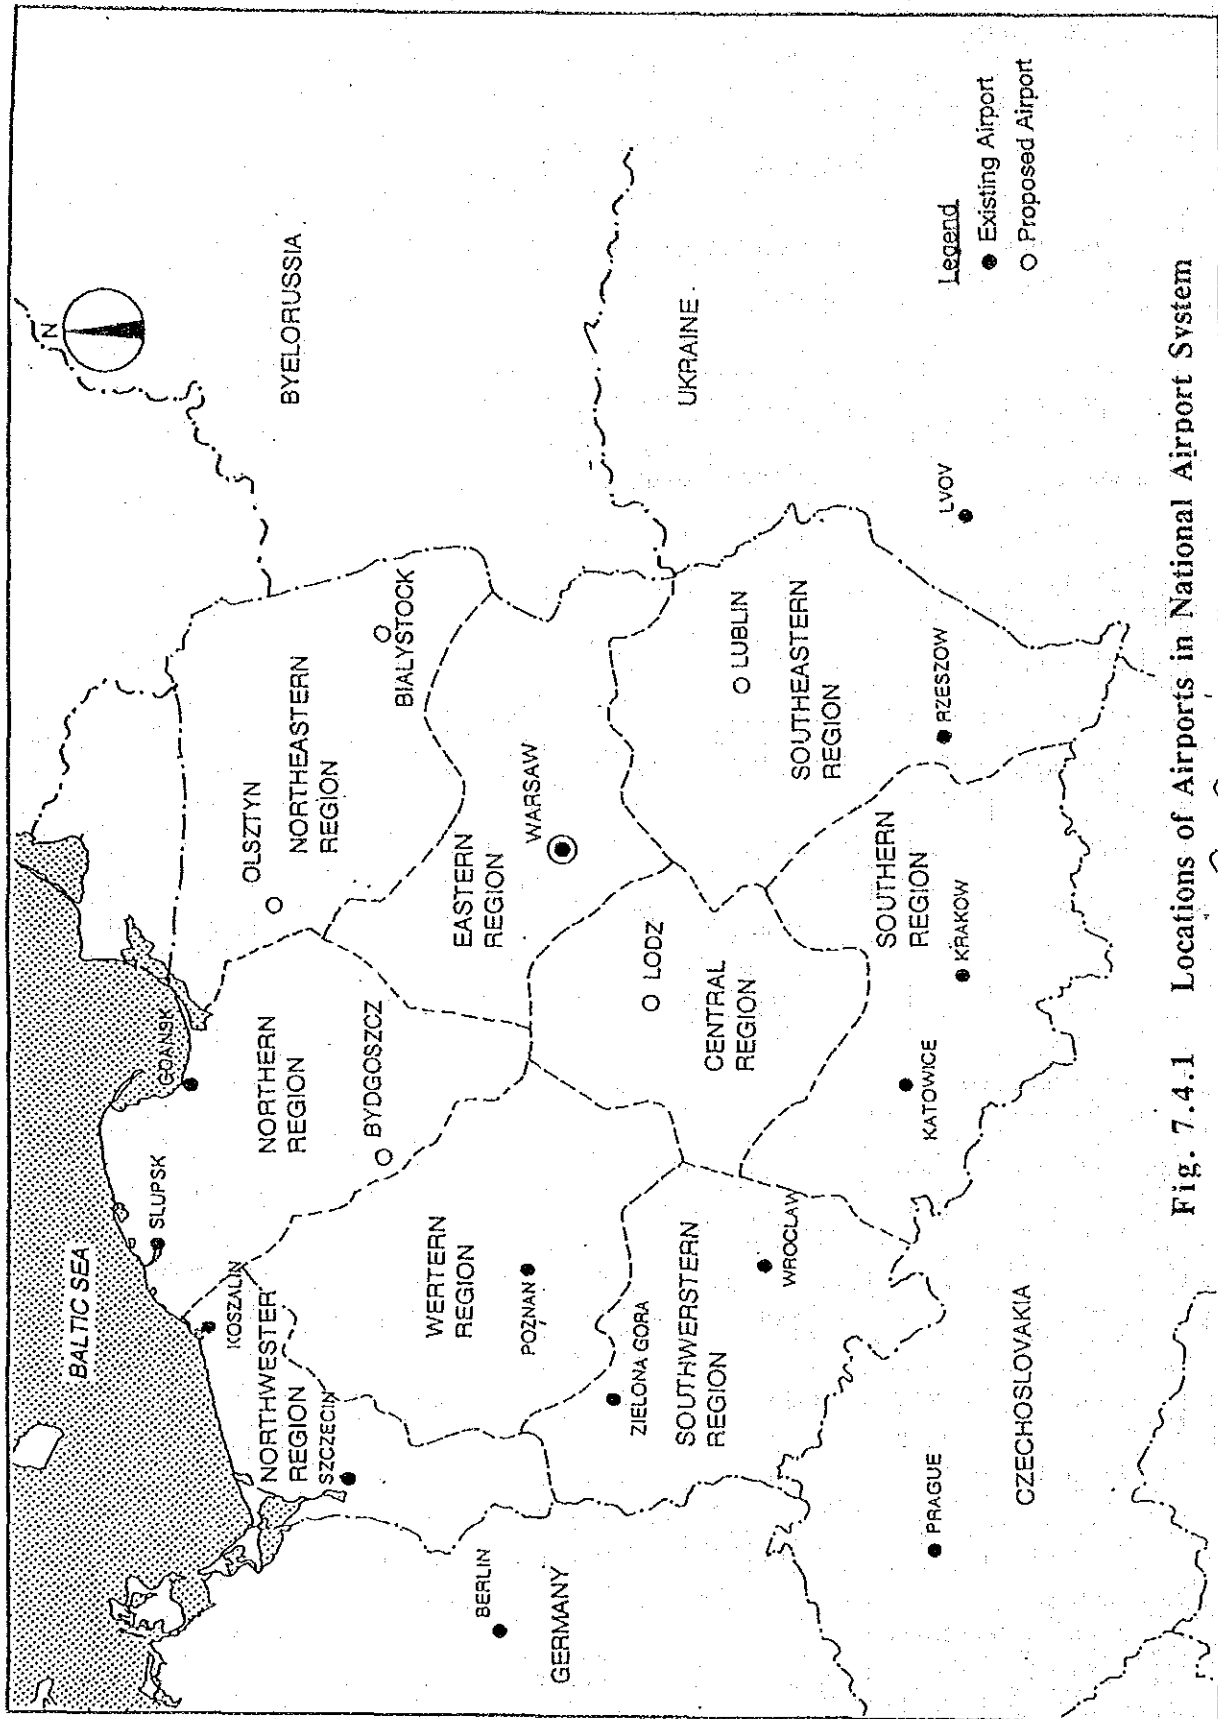 BALTIC SEA
N
BYELORUSSIA
SLUPSK
GDANSK
KOSZALIN
OLSZTYN
NORTHEASTERN
REGION
NORTHERN
REGION
NORTHWESTER
REGION
SZCZECIN
BIALYSTOCK
BYDGOSZCZ
WERTERN
REGION
EASTERN
REGION
WARSAW
BERLIN
POZNAN
GERMANY
UKRAINE
ZIELONA GORA
LODZ
SOUTHWERSTERN
REGION
CENTRAL
REGION
LUBLIN
SOUTHEASTERN
REGION
WROCLAW
SOUTHERN
REGION
LVOV
RZESZOW
KRAKOW
KATOWICE
PRAGUE
CZECHOSLOVAKIA
Legend
● Existing Airport
○ Proposed Airport
Fig. 7.4.1 Locations of Airports in National Airport System